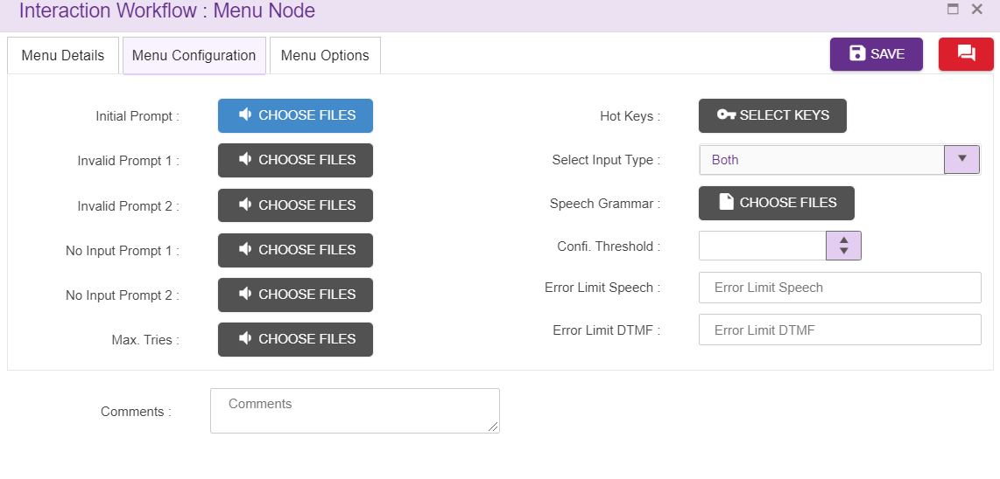 Interaction Workflow : Menu Node
Menu Details
Menu Configuration
Menu Options
SAVE
Initial Prompt :
CHOOSE FILES
Invalid Prompt 1 :
CHOOSE FILES
Invalid Prompt 2 :
CHOOSE FILES
No Input Prompt 1 :
CHOOSE FILES
No Input Prompt 2 :
CHOOSE FILES
Max. Tries :
CHOOSE FILES
Hot Keys :
SELECT KEYS
Select Input Type :
Both
Speech Grammar :
CHOOSE FILES
Confi. Threshold :
Error Limit Speech :
Error Limit Speech
Error Limit DTMF :
Error Limit DTMF
Comments :
Comments